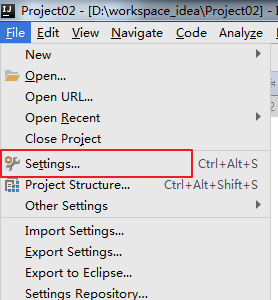 IJ Project02 - [D:\workspace_idea\Project02] - [...\
File Edit View Navigate Code Analyze
New
Open...
Open URL...
Open Recent
Close Project
Settings... Ctrl+Alt+S
Project Structure... Ctrl+Alt+Shift+S
Other Settings
Import Settings...
Export Settings...
Export to Eclipse...
Settings Repository...